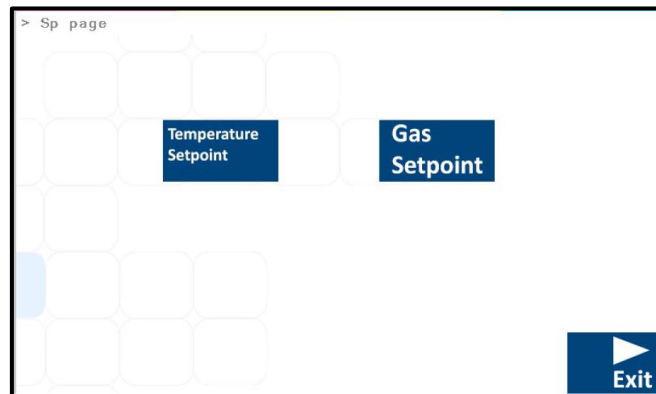 > Sp page
Temperature
Setpoint
Gas
Setpoint
Exit